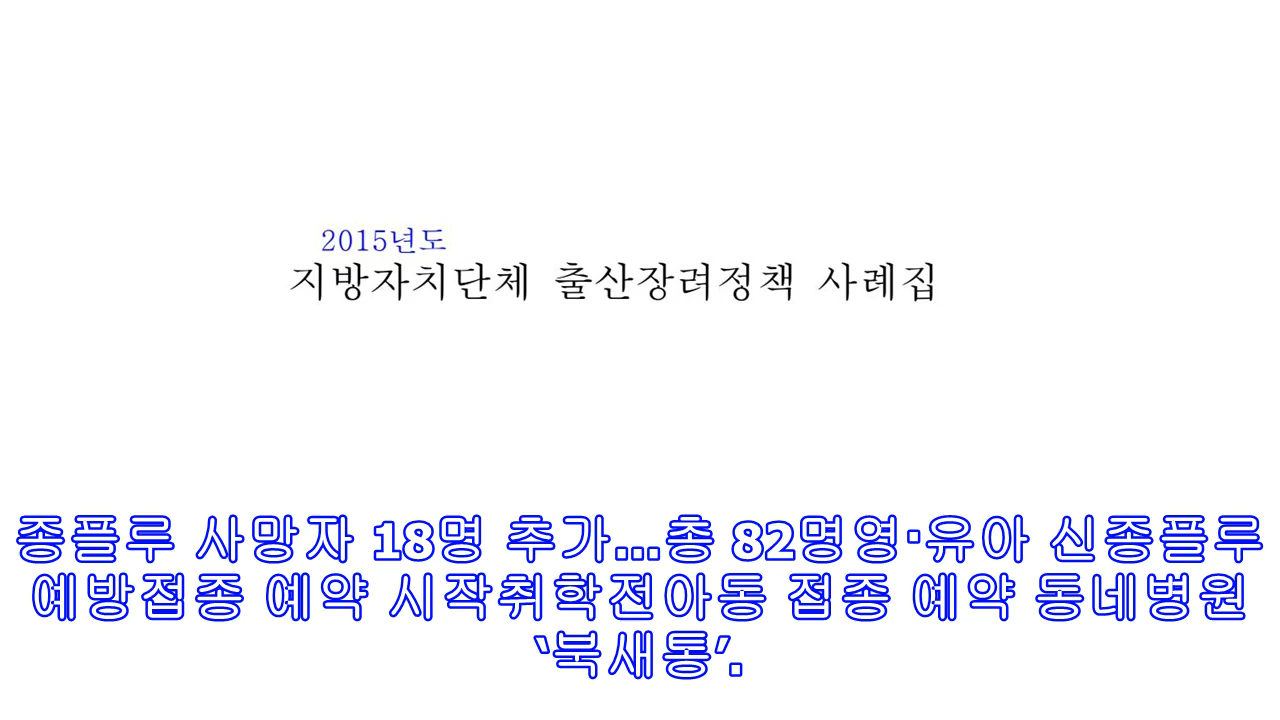 2015년도
지방자치단체 출산장려정책 사례집
종플루 사망자 18명 추가...총 82명영·유아 신종플루
예방접종 예약 시작취학전아동 접종 예약 동네병원
‘북새통’.